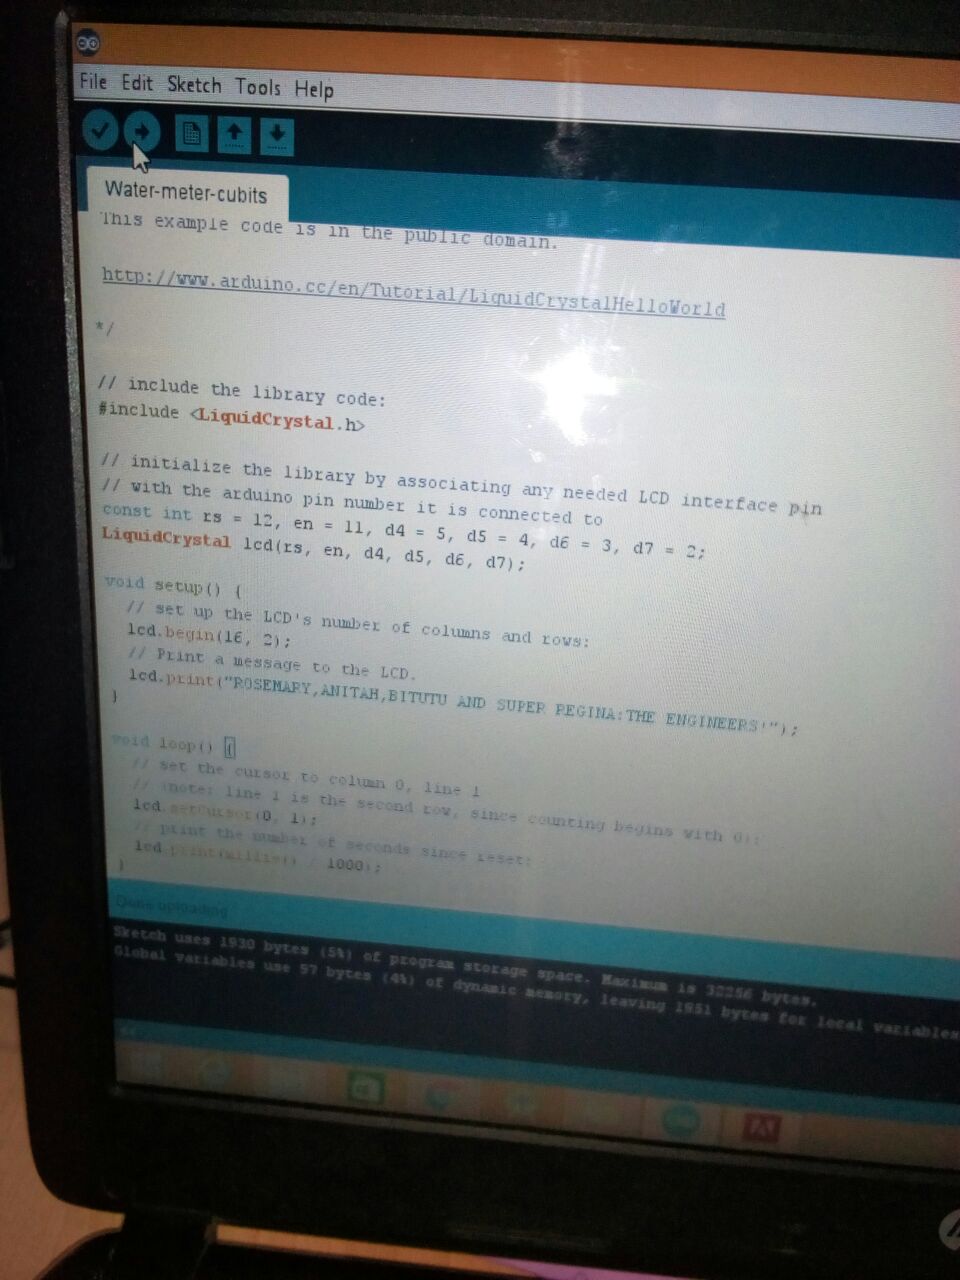 File Edit Sketch Tools Help
Water-meter-cubits
This example code is in the public domain.
http://www.arduino.cc/en/Tutorial/LiquidCrystalHelloWorld
*/
// include the library code:
#include <LiquidCrystal.h>
// initialize the library by associating any needed LCD interface pin
// with the arduino pin number it is connected to
const int rs = 12, en = 11, d4 = 5, d5 = 4, d6 = 3, d7 = 2;
LiquidCrystal lcd(rs, en, d4, d5, d6, d7);
void setup() {
// set up the LCD's number of columns and rows:
lcd.begin(16, 2);
// Print a message to the LCD.
lcd.print("ROSEMARY,ANITAH,BITUTU AND SUPER REGINA:THE ENGINEERS!");
}
void loop() {
// set the cursor to column 0, line 1
// (note: line 1 is the second row, since counting begins with 0):
lcd.setCursor(0, 1);
// print the number of seconds since reset:
lcd.print(millis() / 1000);
}
Done uploading
Sketch uses 1930 bytes (5%) of program storage space. Maximum is 32256 bytes.
Global variables use 97 bytes (4%) of dynamic memory, leaving 1951 bytes for local variables